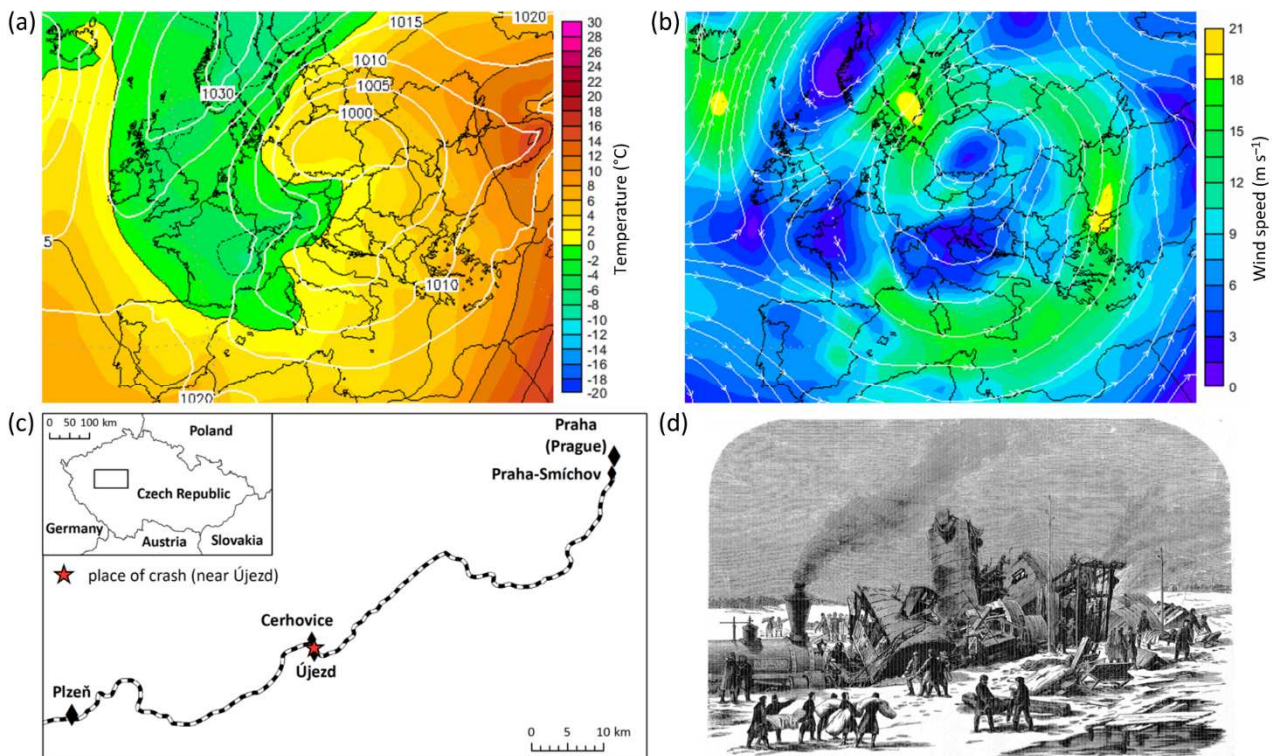 (a)
1015
1020
1010
1005
1000
1030
5
1010
1020
30
28
26
24
22
20
18
16
14
12
10
8
6
4
2
0
-2
-4
-6
-8
-10
-12
-14
-16
-18
-20
Temperature (°C)
(b)
21
18
15
12
9
6
3
0
Wind speed (m s⁻¹)
(c)
0 50 100 km
Poland
Czech Republic
Germany
Austria
Slovakia
place of crash (near Újezd)
Praha
(Prague)
Praha-Smíchov
Cerhovice
Újezd
Plzeň
0 5 10 km
(d)